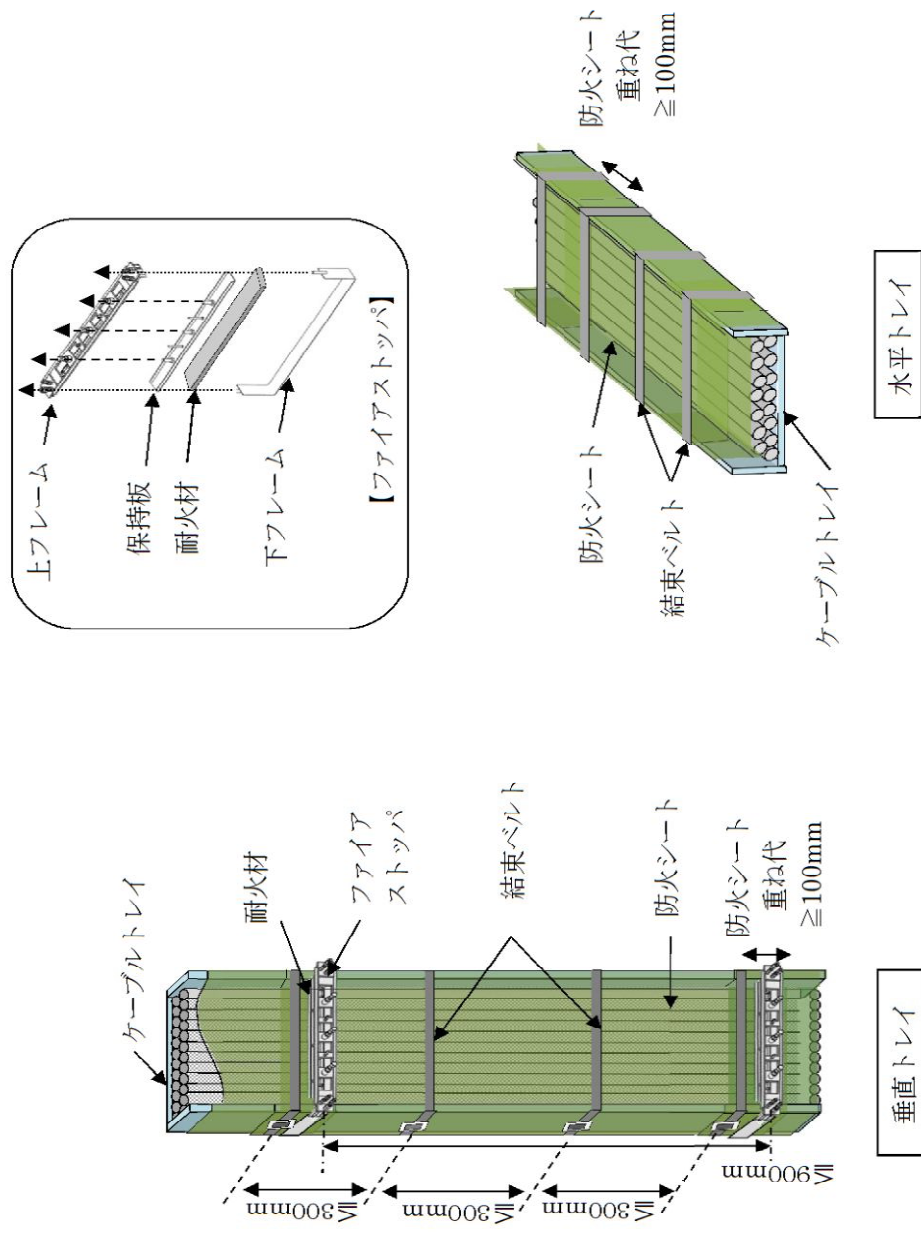 上フレーム
保持板
耐火材
下フレーム
【ファイアストッパ】
ケーブルトレイ
耐火材
ファイア
ストッパ
結束ベルト
防火シート
防火シート
重ね代
≧100mm
≦300mm
≦300mm
≦300mm
≦900mm
垂直トレイ
防火シート
重ね代
≧100mm
防火シート
結束ベルト
ケーブルトレイ
水平トレイ